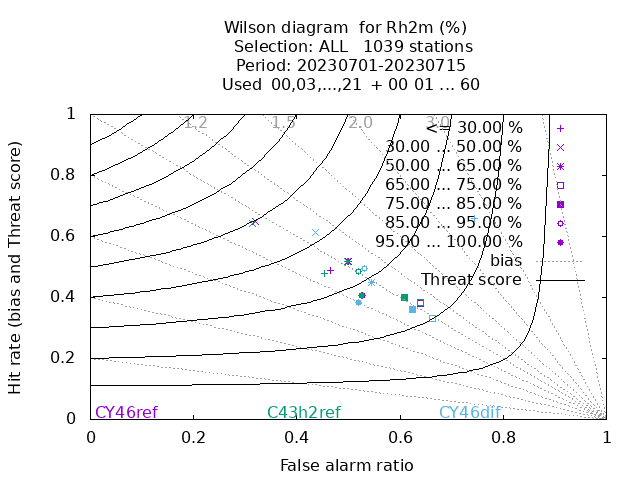 Wilson diagram for Rh2m (%)
Selection: ALL 1039 stations
Period: 20230701-20230715
Used 00,03,...,21 + 00 01 ... 60
1.2 1.5 2.0 3.0
<= 30.00 %
30.00 ... 50.00 %
50.00 ... 65.00 %
65.00 ... 75.00 %
75.00 ... 85.00 %
85.00 ... 95.00 %
95.00 ... 100.00 %
bias
Threat score
Hit rate (bias and Threat score)
1
0.8
0.6
0.4
0.2
0
CY46ref C43h2ref CY46dif
0 0.2 0.4 0.6 0.8 1
False alarm ratio